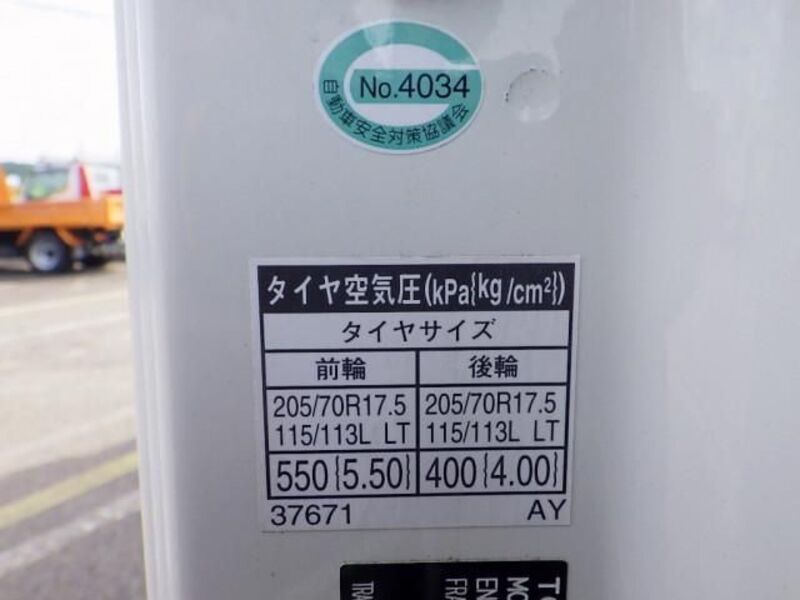 No.4034
自動車安全対策協議会
タイヤ空気圧(kPa{kg/cm²})
タイヤサイズ
前輪 後輪
205/70R17.5 205/70R17.5
115/113L LT 115/113L LT
550{5.50} 400{4.00}
37671 AY